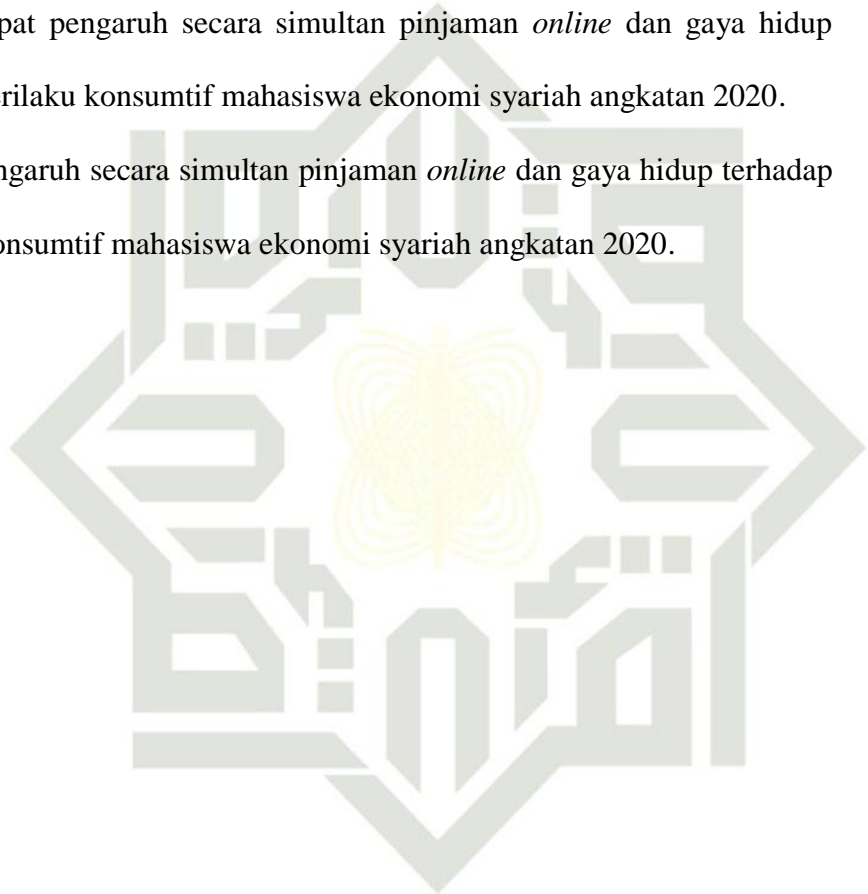 pat pengaruh secara simultan pinjaman online dan gaya hidup
erilaku konsumtif mahasiswa ekonomi syariah angkatan 2020.
ngaruh secara simultan pinjaman online dan gaya hidup terhadap
onsumtif mahasiswa ekonomi syariah angkatan 2020.